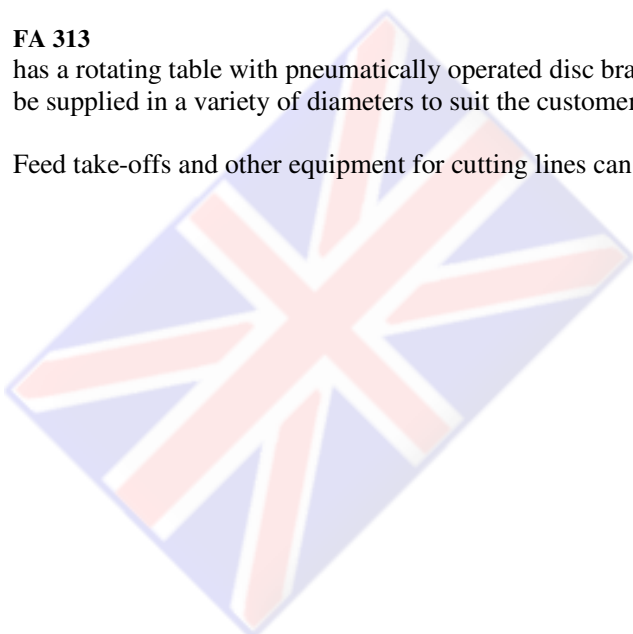 FA 313
has a rotating table with pneumatically operated disc bra
be supplied in a variety of diameters to suit the customer
Feed take-offs and other equipment for cutting lines can